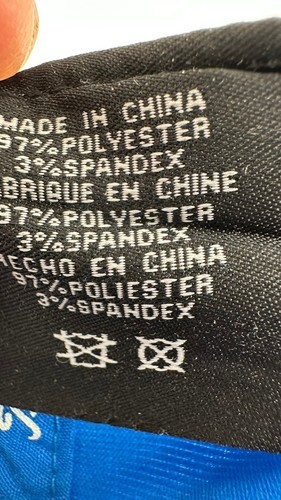 MADE IN CHINA
97%POLYESTER
3%SPANDEX
ABRIQUE EN CHINE
97%POLYESTER
3%SPANDEX
HECHO EN CHINA
97%POLIESTER
3%SPANDEX